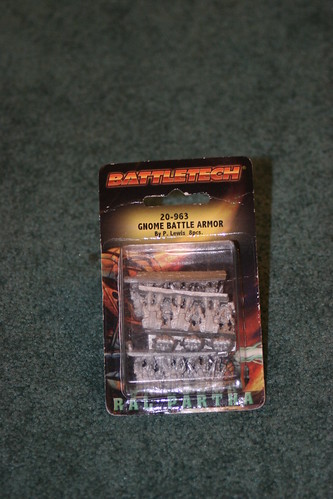 BATTLETECH
20-963
GNOME BATTLE ARMOR
By P. Lewis 8pcs.
RAL PARTHA